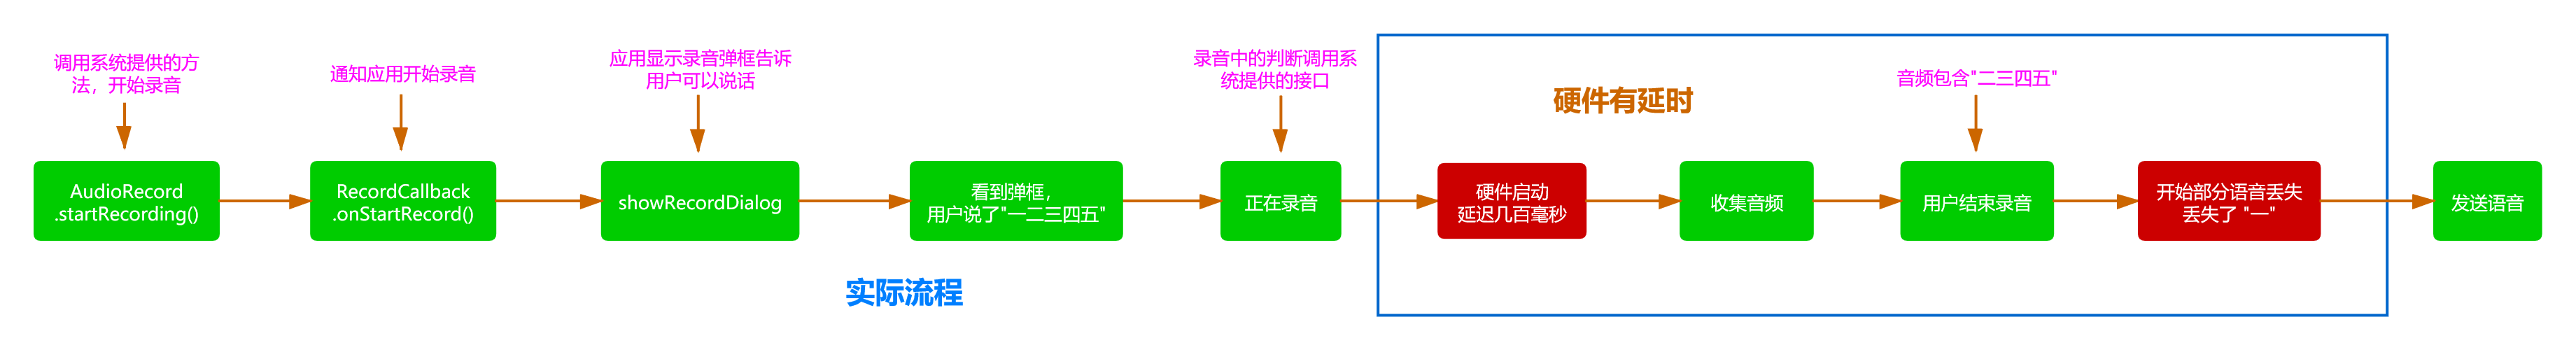 调用系统提供的方
法，开始录音
通知应用开始录音
应用显示录音弹框告诉
用户可以说话
录音中的判断调用系
统提供的接口
硬件有延时
音频包含"二三四五"
AudioRecord
.startRecording()
RecordCallback
.onStartRecord()
showRecordDialog
看到弹框，
用户说了"一二三四五"
正在录音
硬件启动
延迟几百毫秒
收集音频
用户结束录音
开始部分语音丢失
丢失了 "一"
发送语音
实际流程